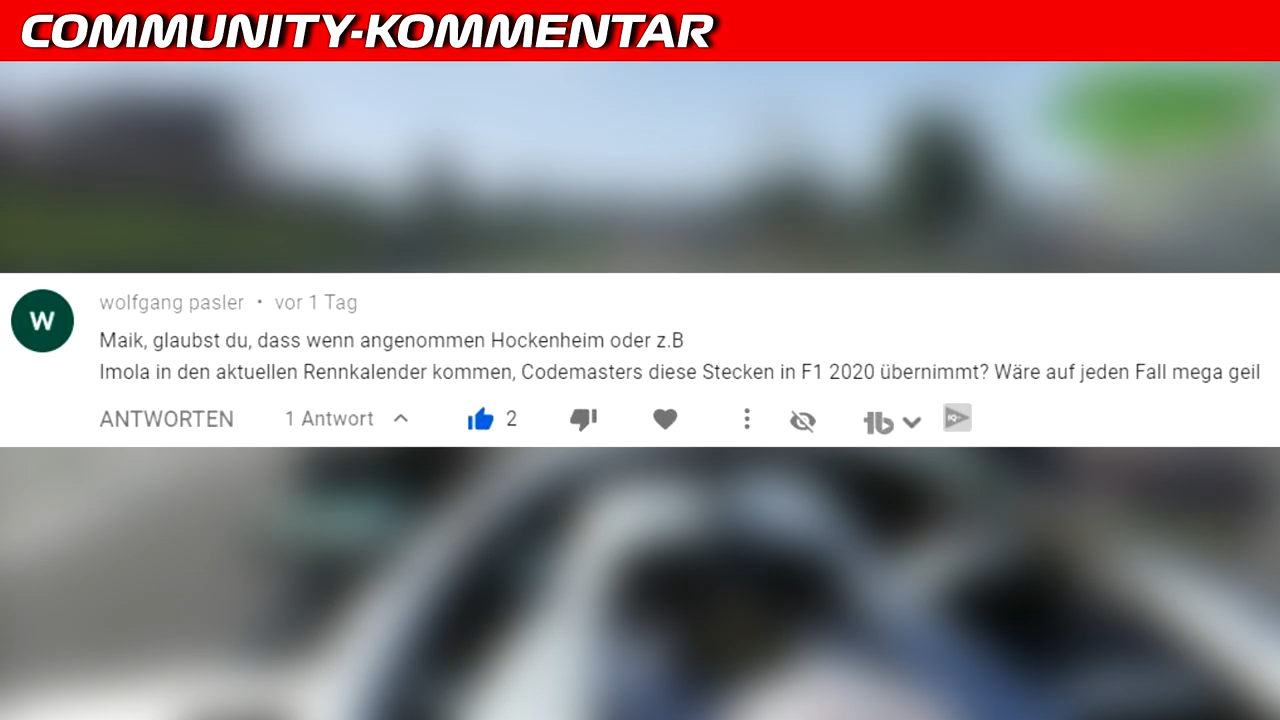 COMMUNITY-KOMMENTAR
W
wolfgang pasler • vor 1 Tag
Maik, glaubst du, dass wenn angenommen Hockenheim oder z.B
Imola in den aktuellen Rennkalender kommen, Codemasters diese Stecken in F1 2020 übernimmt? Wäre auf jeden Fall mega geil
ANTWORTEN 1 Antwort 2